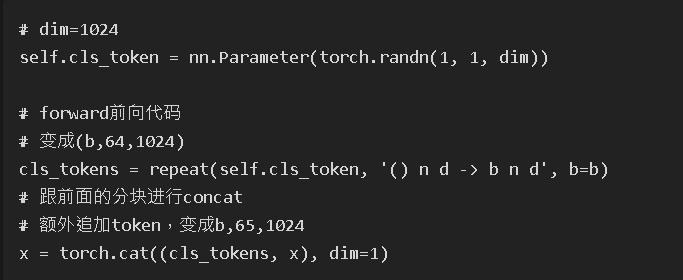 # dim=1024
self.cls_token = nn.Parameter(torch.randn(1, 1, dim))
# forward前向代码
# 变成(b,64,1024)
cls_tokens = repeat(self.cls_token, '() n d -> b n d', b=b)
# 跟前面的分块进行concat
# 额外追加token，变成b,65,1024
x = torch.cat((cls_tokens, x), dim=1)